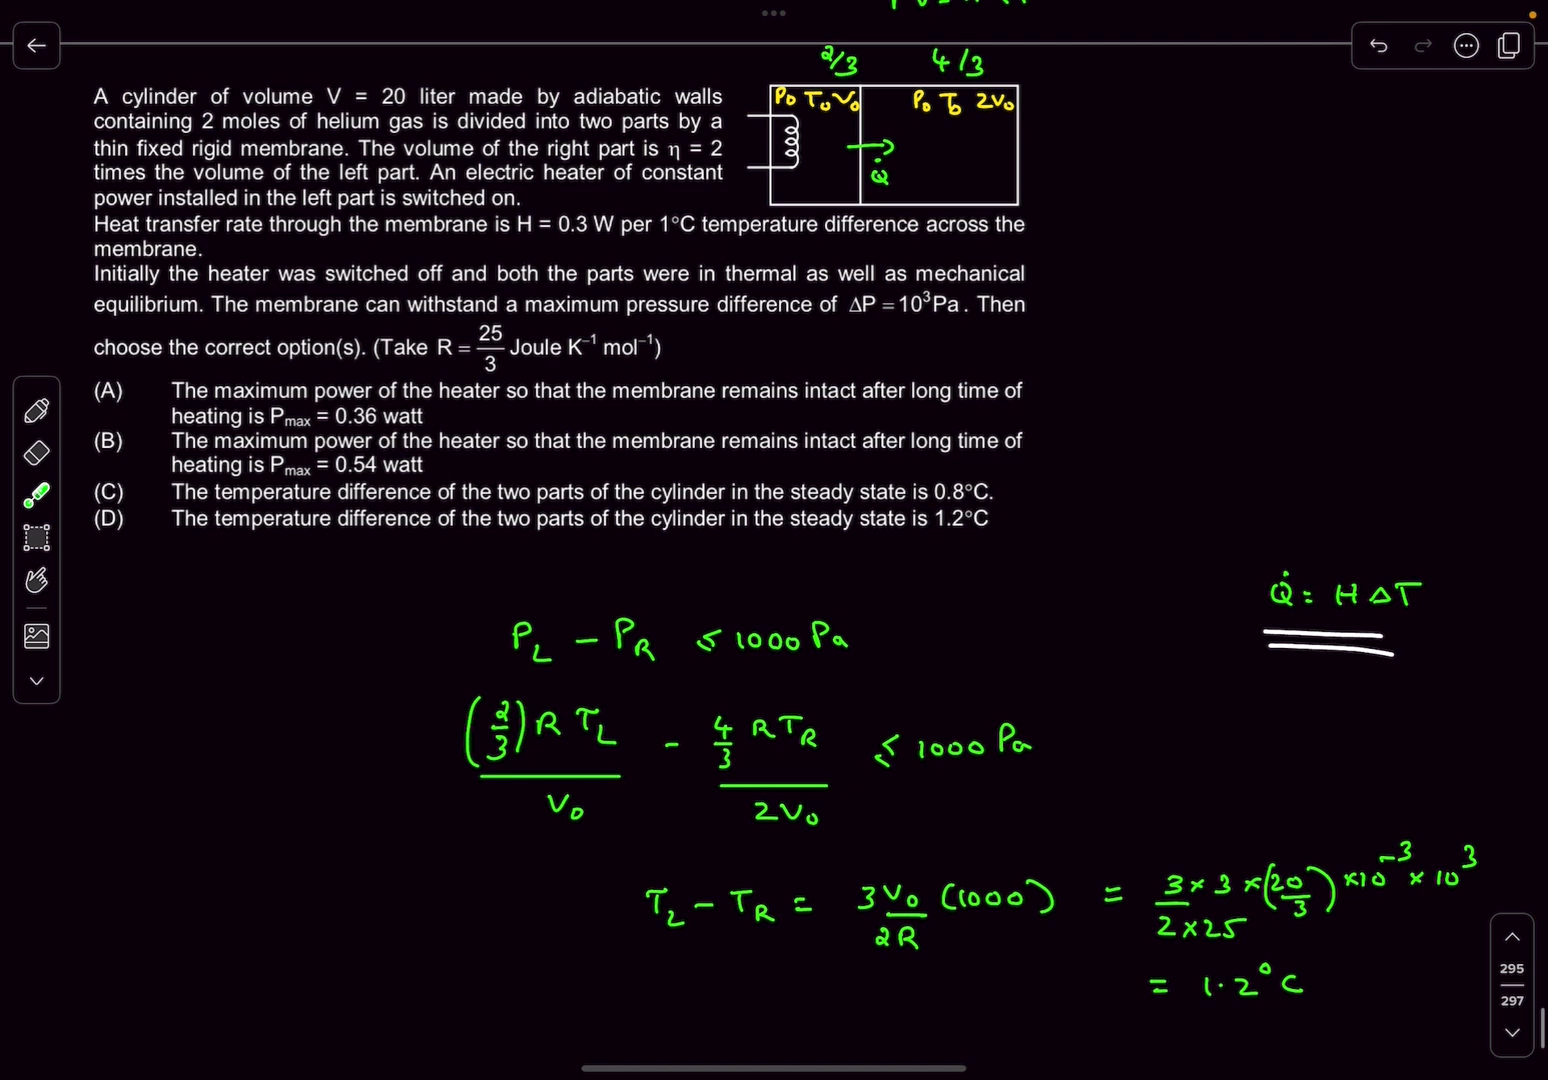 2/3 4/3
P₀ T₀ V₀ P₀ T₀ 2V₀
Q̇
A cylinder of volume V = 20 liter made by adiabatic walls
containing 2 moles of helium gas is divided into two parts by a
thin fixed rigid membrane. The volume of the right part is η = 2
times the volume of the left part. An electric heater of constant
power installed in the left part is switched on.
Heat transfer rate through the membrane is H = 0.3 W per 1°C temperature difference across the
membrane.
Initially the heater was switched off and both the parts were in thermal as well as mechanical
equilibrium. The membrane can withstand a maximum pressure difference of ΔP = 10³Pa. Then
choose the correct option(s). (Take R = 25/3 Joule K⁻¹ mol⁻¹)
(A) The maximum power of the heater so that the membrane remains intact after long time of
heating is Pmax = 0.36 watt
(B) The maximum power of the heater so that the membrane remains intact after long time of
heating is Pmax = 0.54 watt
(C) The temperature difference of the two parts of the cylinder in the steady state is 0.8°C.
(D) The temperature difference of the two parts of the cylinder in the steady state is 1.2°C
Q̇ = H ΔT
P_L − P_R ≤ 1000 Pa
(2/3) R T_L / V₀ − 4/3 R T_R / 2V₀ ≤ 1000 Pa
T_L − T_R = 3V₀/2R (1000) = 3×3×(20/3)×10⁻³×10³ / 2×25
= 1.2°C
295
297